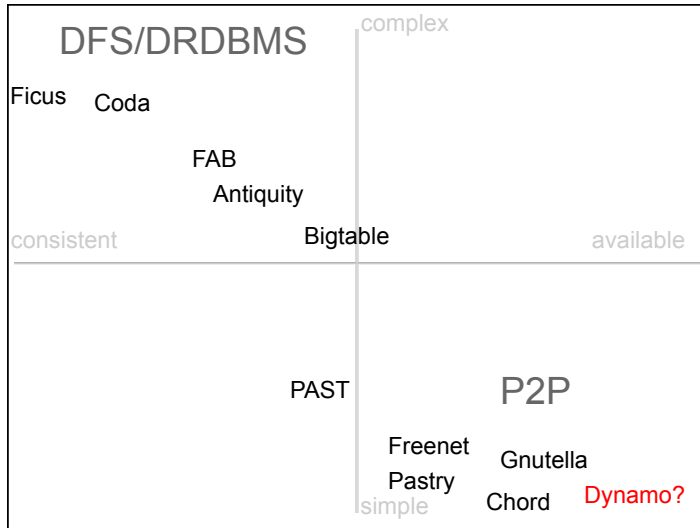 complex
DFS/DRDBMS
Ficus
Coda
FAB
Antiquity
Bigtable
consistent
available
PAST
P2P
Freenet
Gnutella
Pastry
Chord
Dynamo?
simple